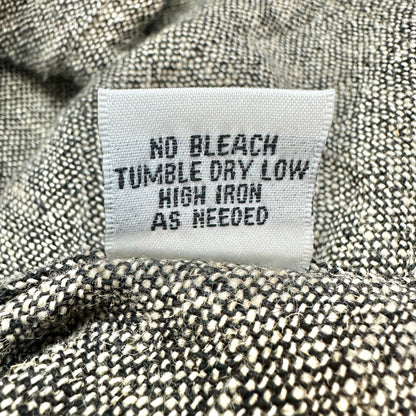 NO BLEACH
TUMBLE DRY LOW
HIGH IRON
AS NEEDED